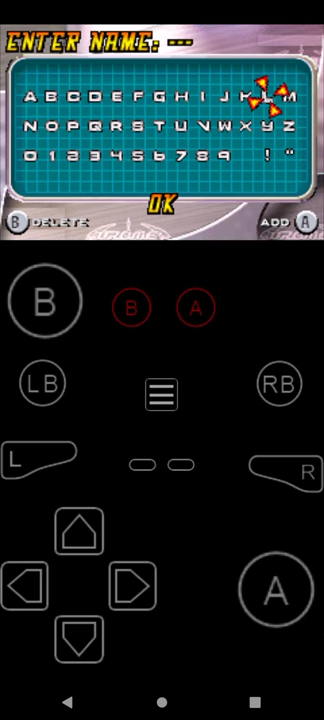 ENTER NAME: ---
A B C D E F G H I J K L M
N O P Q R S T U V W X Y Z
0 1 2 3 4 5 6 7 8 9 ! "
OK
B DELETE ADD A
B B A
LB RB
L R
A